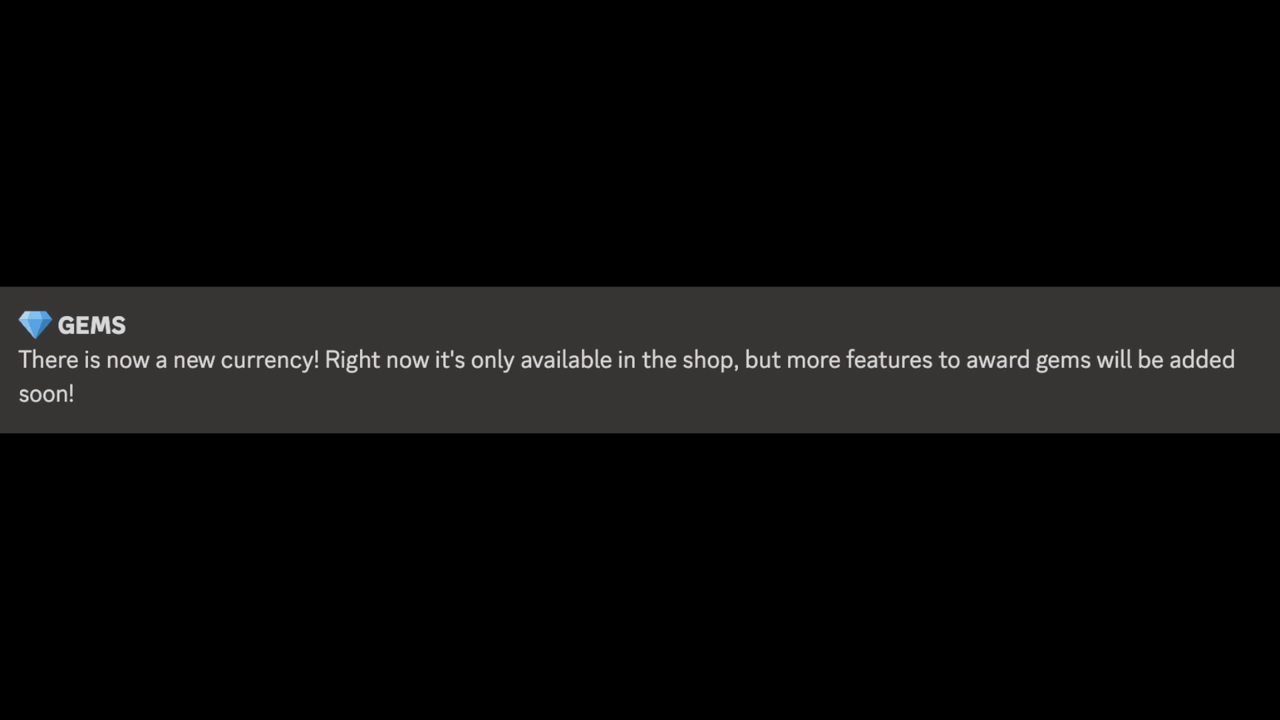 💎 GEMS
There is now a new currency! Right now it's only available in the shop, but more features to award gems will be added
soon!